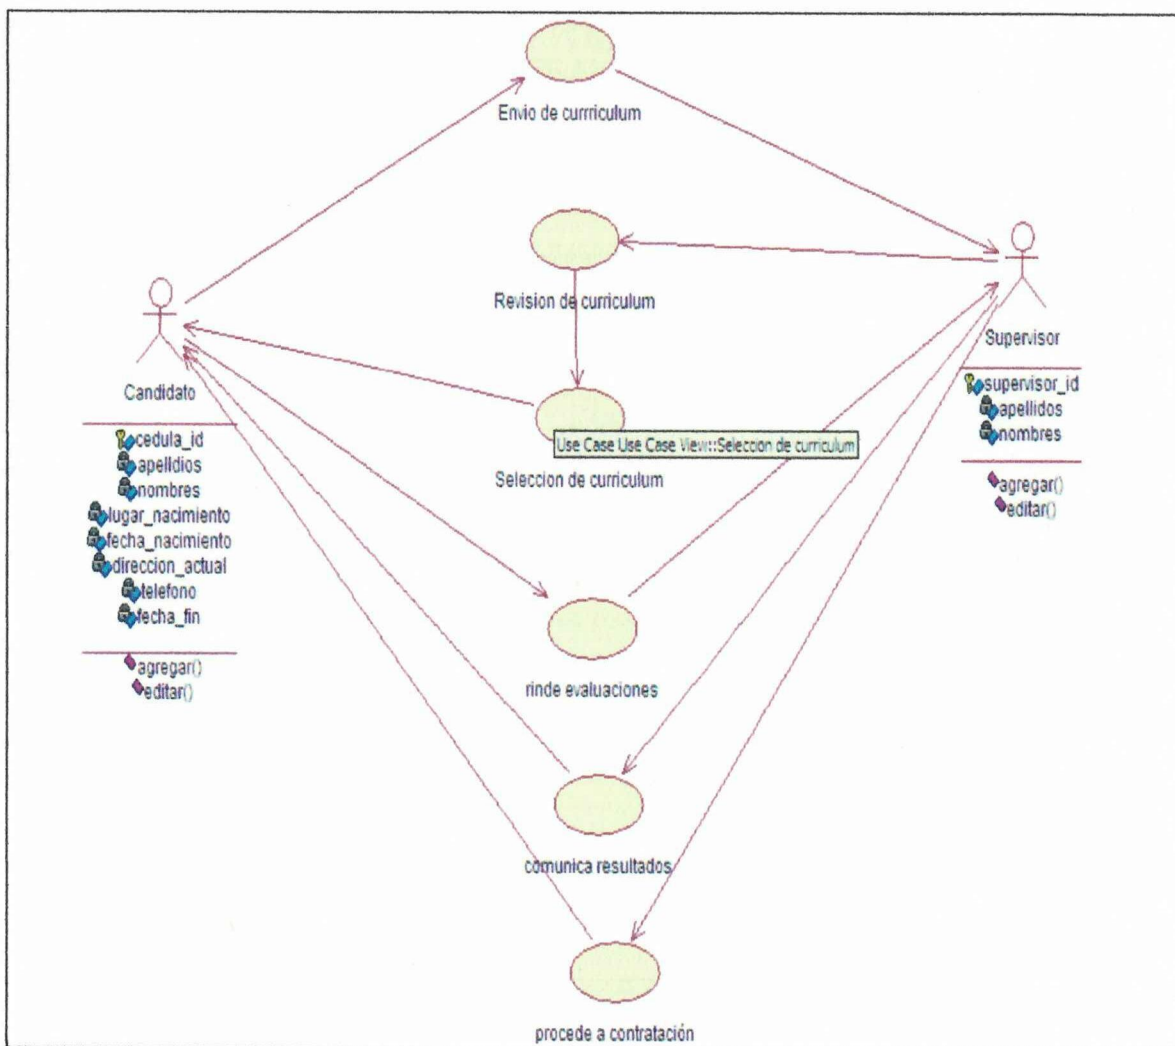 Envio de currriculum
Revision de curriculum
Supervisor
supervisor_id
apellidos
nombres
agregar()
editar()
Candidato
cedula_id
apelldios
nombres
lugar_nacimiento
fecha_nacimiento
direccion_actual
telefono
fecha_fin
agregar()
editar()
Use Case Use Case View::Seleccion de curriculum
Seleccion de curriculum
rinde evaluaciones
comunica resultados
procede a contratación